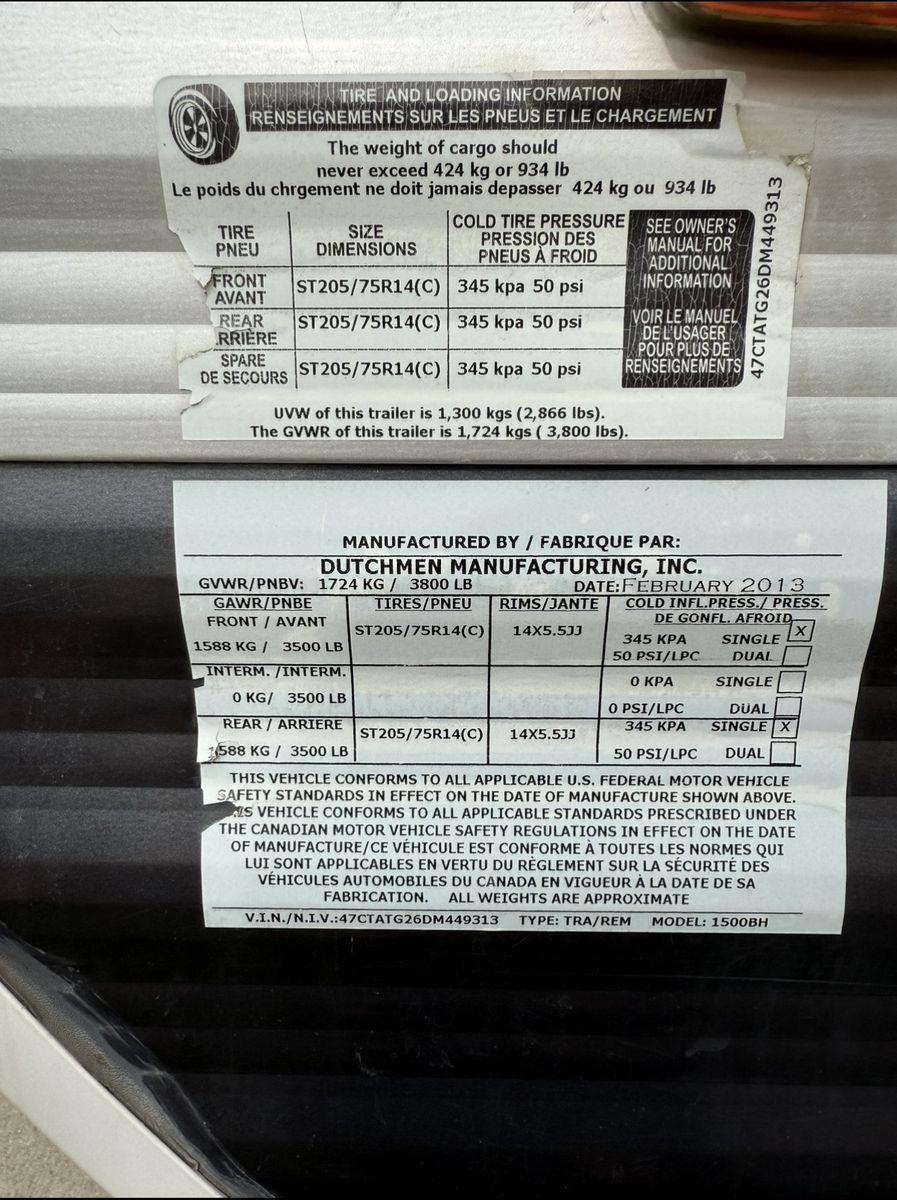 TIRE AND LOADING INFORMATION
RENSEIGNEMENTS SUR LES PNEUS ET LE CHARGEMENT
The weight of cargo should
never exceed 424 kg or 934 lb
Le poids du chrgement ne doit jamais depasser 424 kg ou 934 lb
TIRE
PNEU
SIZE
DIMENSIONS
COLD TIRE PRESSURE
PRESSION DES
PNEUS À FROID
FRONT
AVANT
ST205/75R14(C)
345 kpa 50 psi
REAR
RRIÈRE
ST205/75R14(C)
345 kpa 50 psi
SPARE
DE SECOURS
ST205/75R14(C)
345 kpa 50 psi
SEE OWNER'S
MANUAL FOR
ADDITIONAL
INFORMATION
VOIR LE MANUEL
DE L'USAGER
POUR PLUS DE
RENSEIGNEMENTS
47CTATG26DM449313
UVW of this trailer is 1,300 kgs (2,866 lbs).
The GVWR of this trailer is 1,724 kgs ( 3,800 lbs).
MANUFACTURED BY / FABRIQUE PAR:
DUTCHMEN MANUFACTURING, INC.
GVWR/PNBV: 1724 KG / 3800 LB DATE: FEBRUARY 2013
GAWR/PNBE TIRES/PNEU RIMS/JANTE COLD INFL.PRESS./ PRESS.
DE GONFL. AFROID
FRONT / AVANT
1588 KG / 3500 LB
ST205/75R14(C)
14X5.5JJ
345 KPA SINGLE X
50 PSI/LPC DUAL
INTERM. /INTERM.
0 KG/ 3500 LB
0 KPA SINGLE
0 PSI/LPC DUAL
REAR / ARRIERE
1588 KG / 3500 LB
ST205/75R14(C)
14X5.5JJ
345 KPA SINGLE X
50 PSI/LPC DUAL
THIS VEHICLE CONFORMS TO ALL APPLICABLE U.S. FEDERAL MOTOR VEHICLE
SAFETY STANDARDS IN EFFECT ON THE DATE OF MANUFACTURE SHOWN ABOVE.
VEHICLE CONFORMS TO ALL APPLICABLE STANDARDS PRESCRIBED UNDER
THE CANADIAN MOTOR VEHICLE SAFETY REGULATIONS IN EFFECT ON THE DATE
OF MANUFACTURE/CE VÉHICULE EST CONFORME À TOUTES LES NORMES QUI
LUI SONT APPLICABLES EN VERTU DU RÈGLEMENT SUR LA SÉCURITÉ DES
VÉHICULES AUTOMOBILES DU CANADA EN VIGUEUR À LA DATE DE SA
FABRICATION. ALL WEIGHTS ARE APPROXIMATE
V.I.N./N.I.V.:47CTATG26DM449313 TYPE: TRA/REM MODEL: 1500BH